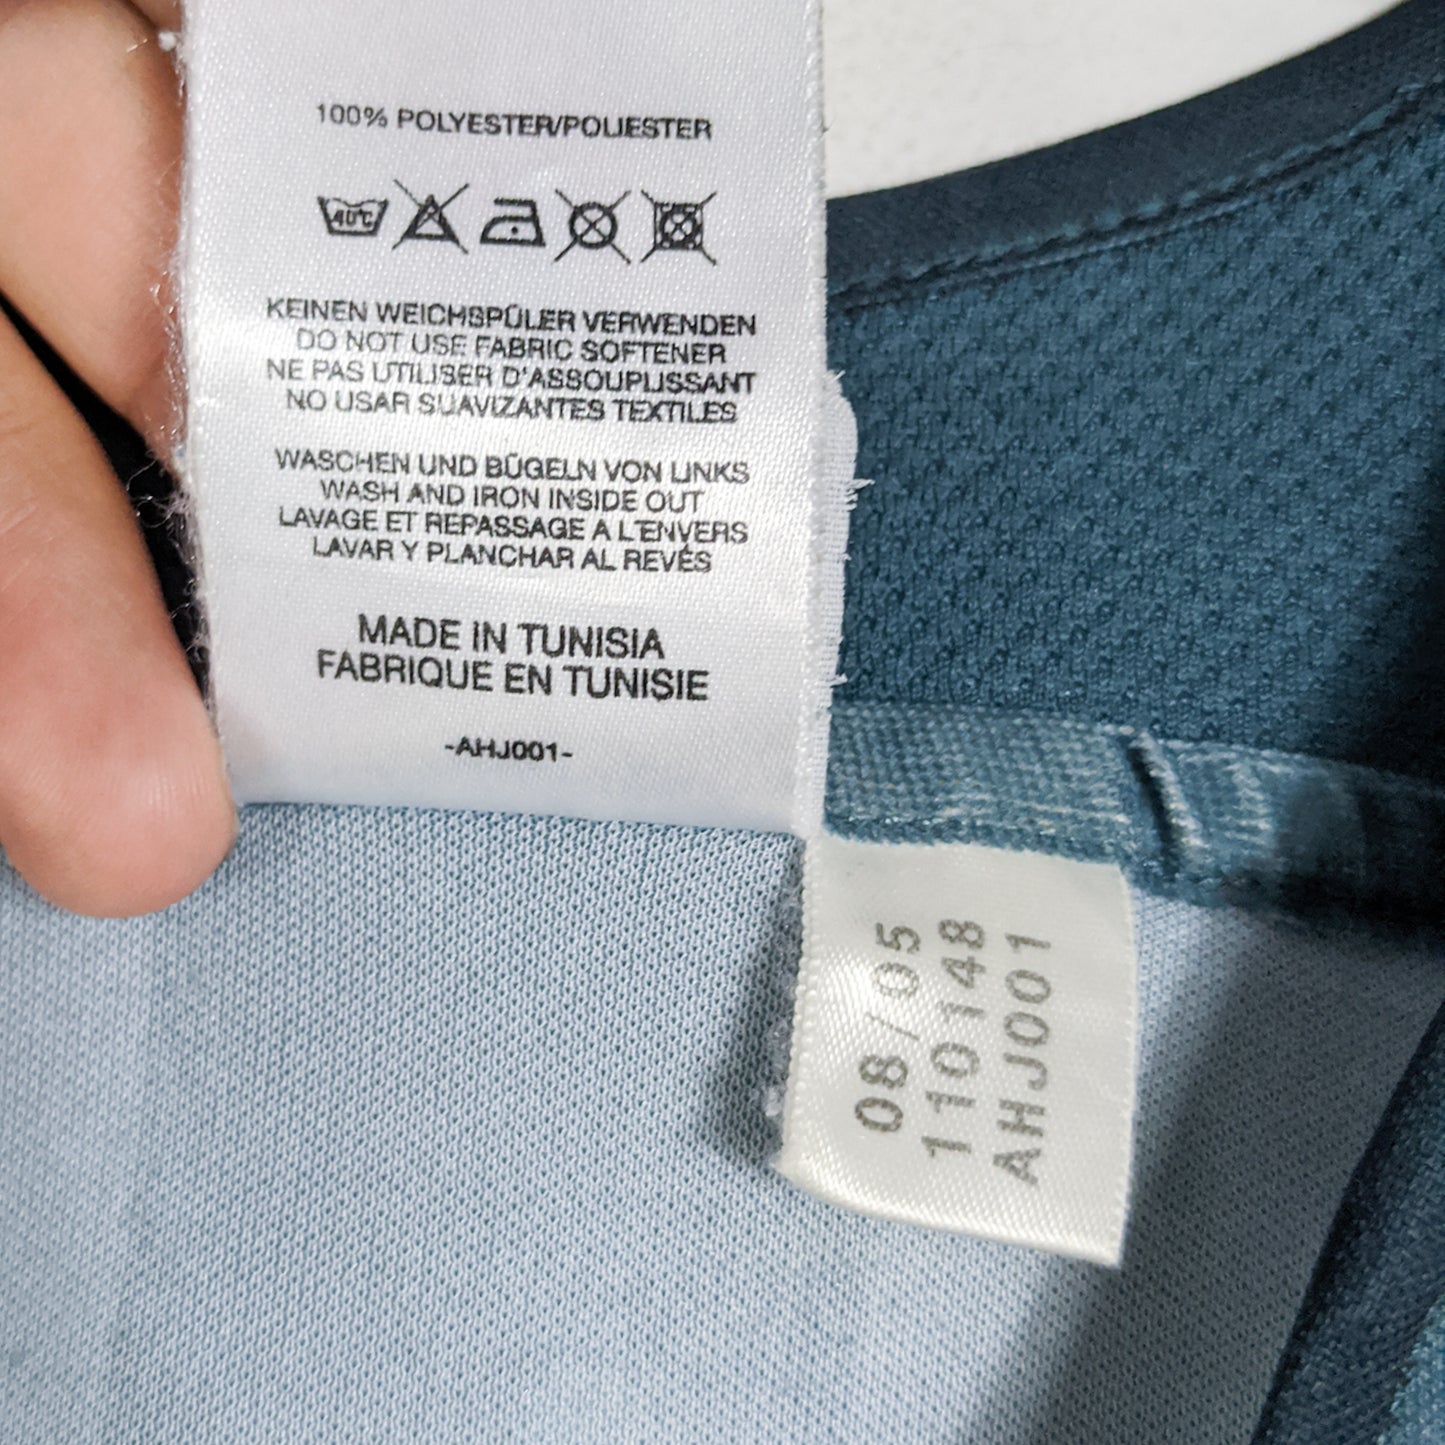 100% POLYESTER/POLIESTER
40°C
KEINEN WEICHSPÜLER VERWENDEN
DO NOT USE FABRIC SOFTENER
NE PAS UTILISER D'ASSOUPLISSANT
NO USAR SUAVIZANTES TEXTILES
WASCHEN UND BÜGELN VON LINKS
WASH AND IRON INSIDE OUT
LAVAGE ET REPASSAGE A L'ENVERS
LAVAR Y PLANCHAR AL REVÉS
MADE IN TUNISIA
FABRIQUE EN TUNISIE
-AHJ001-
08/05
110148
AHJ001